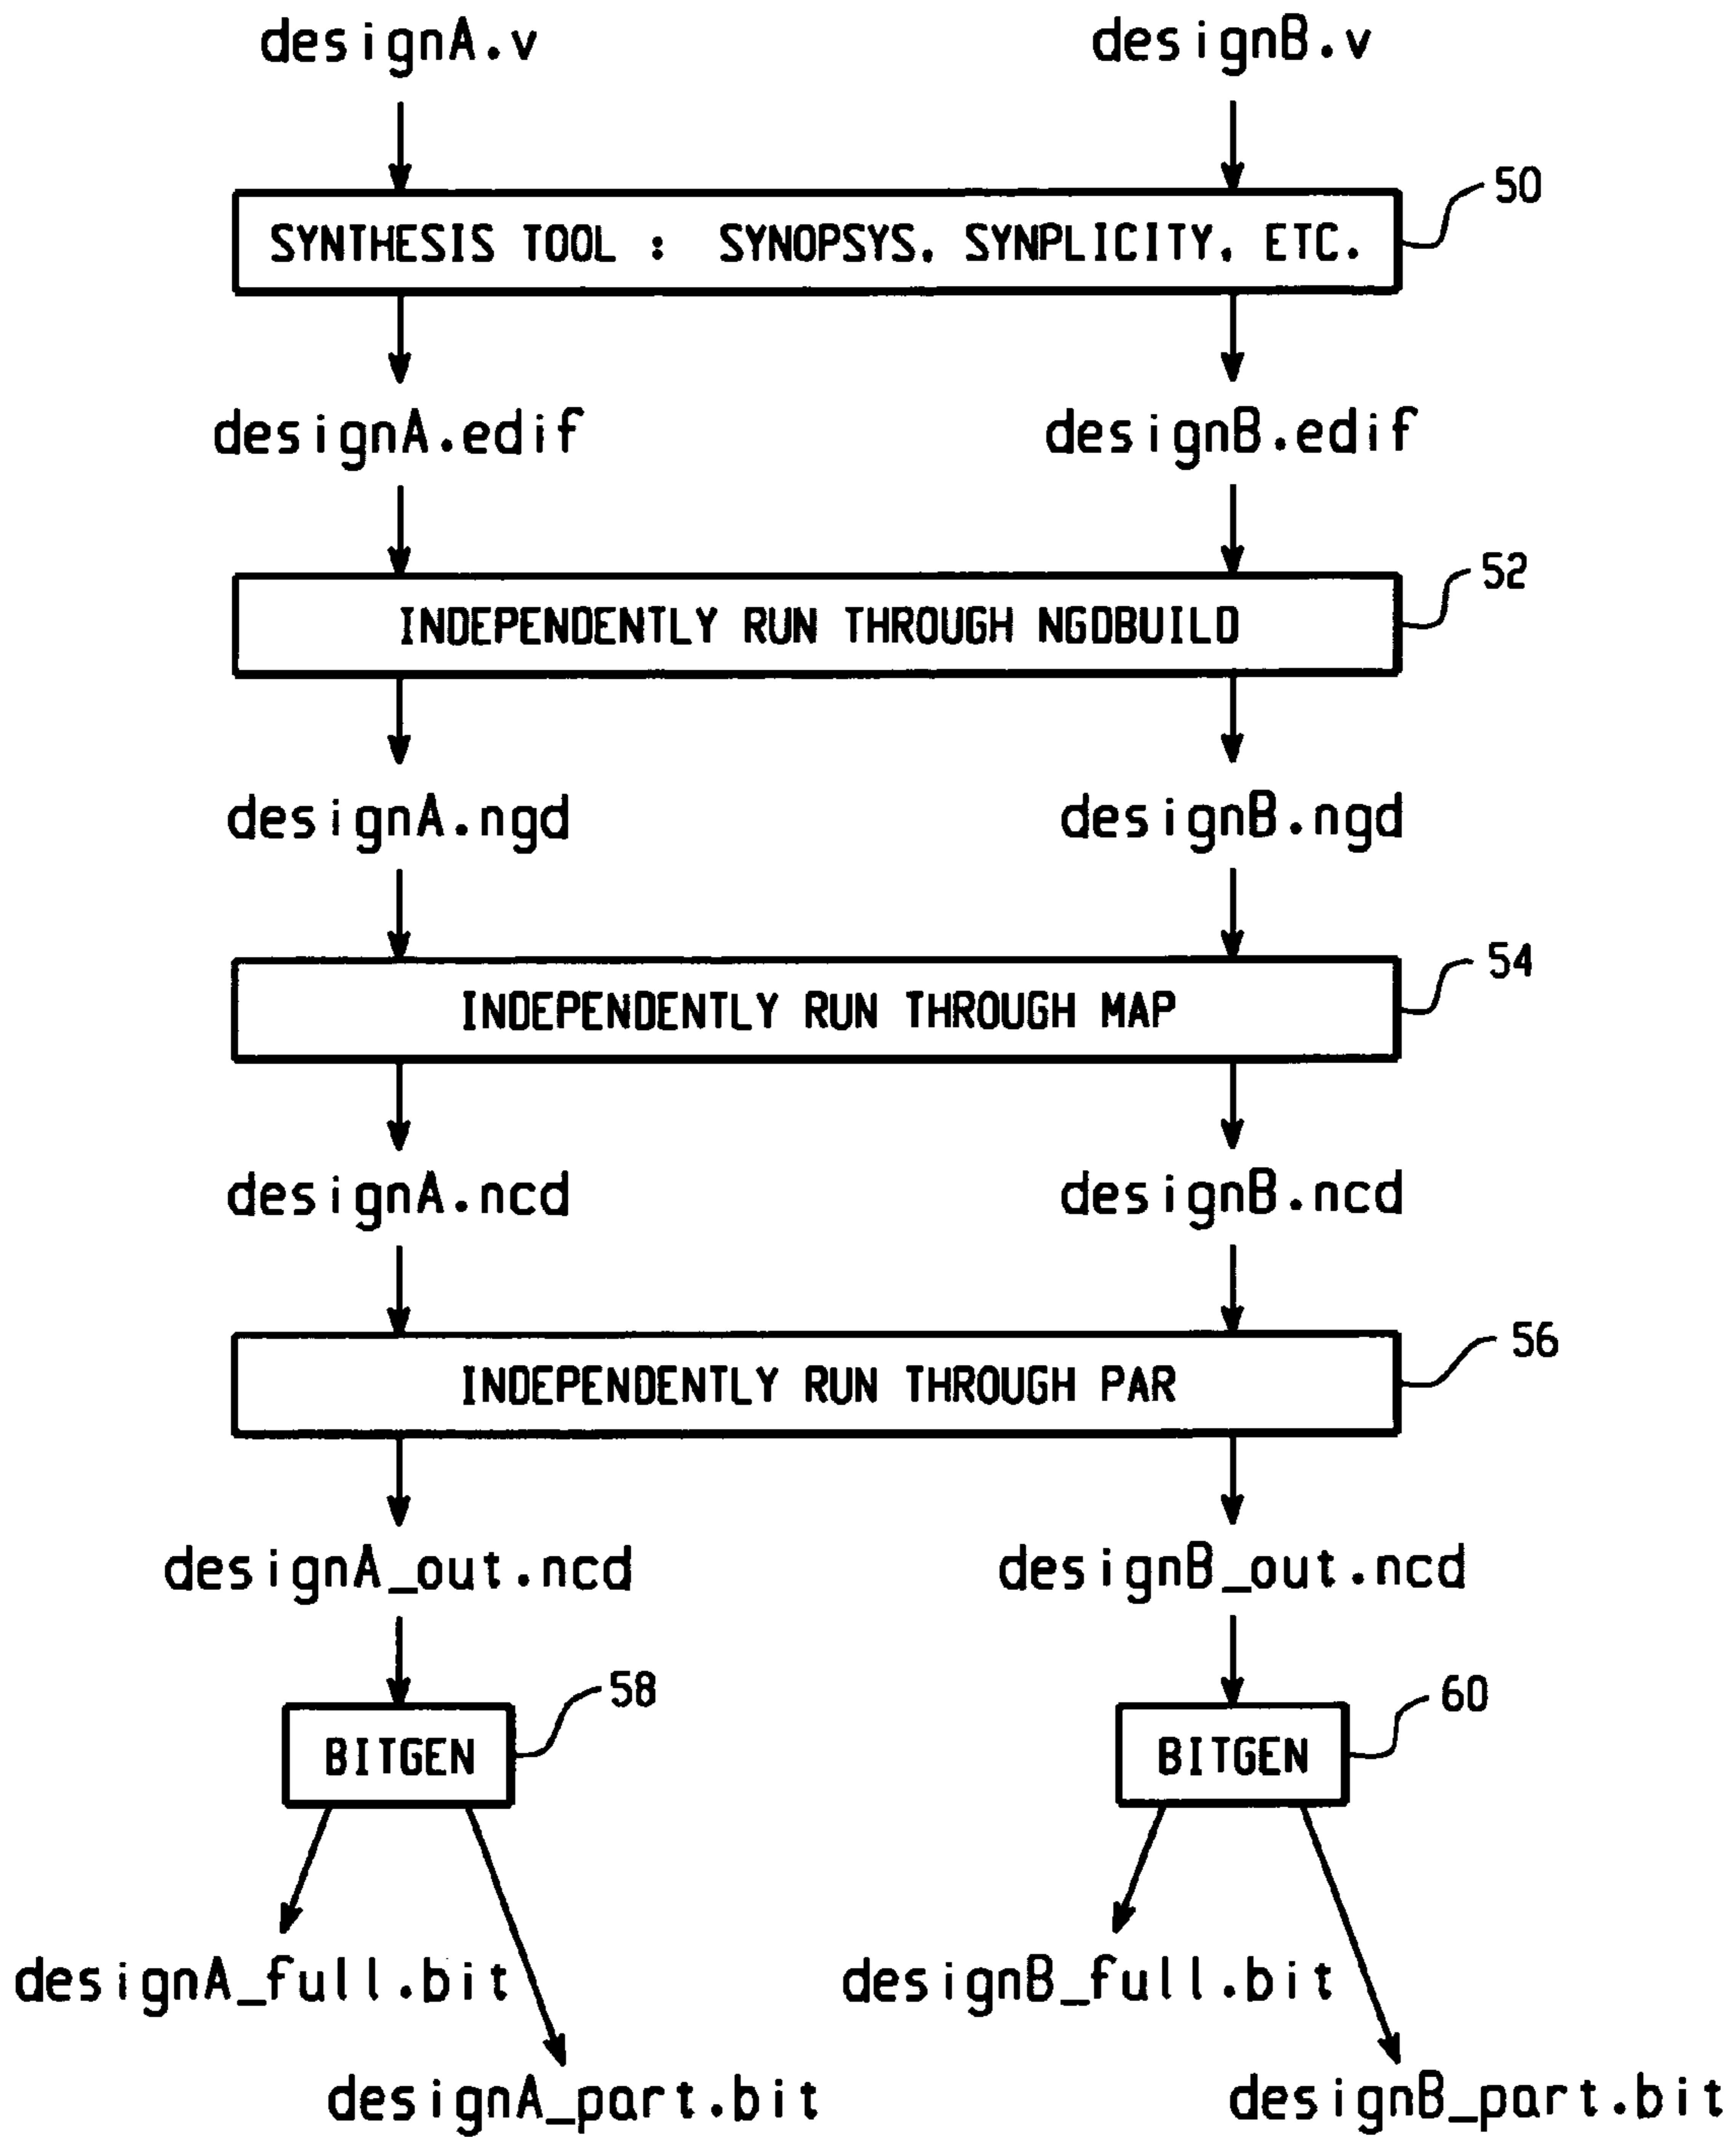 designA.v designB.v
50
SYNTHESIS TOOL : SYNOPSYS, SYNPLICITY, ETC.
designA.edif designB.edif
52
INDEPENDENTLY RUN THROUGH NGDBUILD
designA.ngd designB.ngd
54
INDEPENDENTLY RUN THROUGH MAP
designA.ncd designB.ncd
56
INDEPENDENTLY RUN THROUGH PAR
designA_out.ncd designB_out.ncd
58 60
BITGEN BITGEN
designA_full.bit designB_full.bit
designA_part.bit designB_part.bit